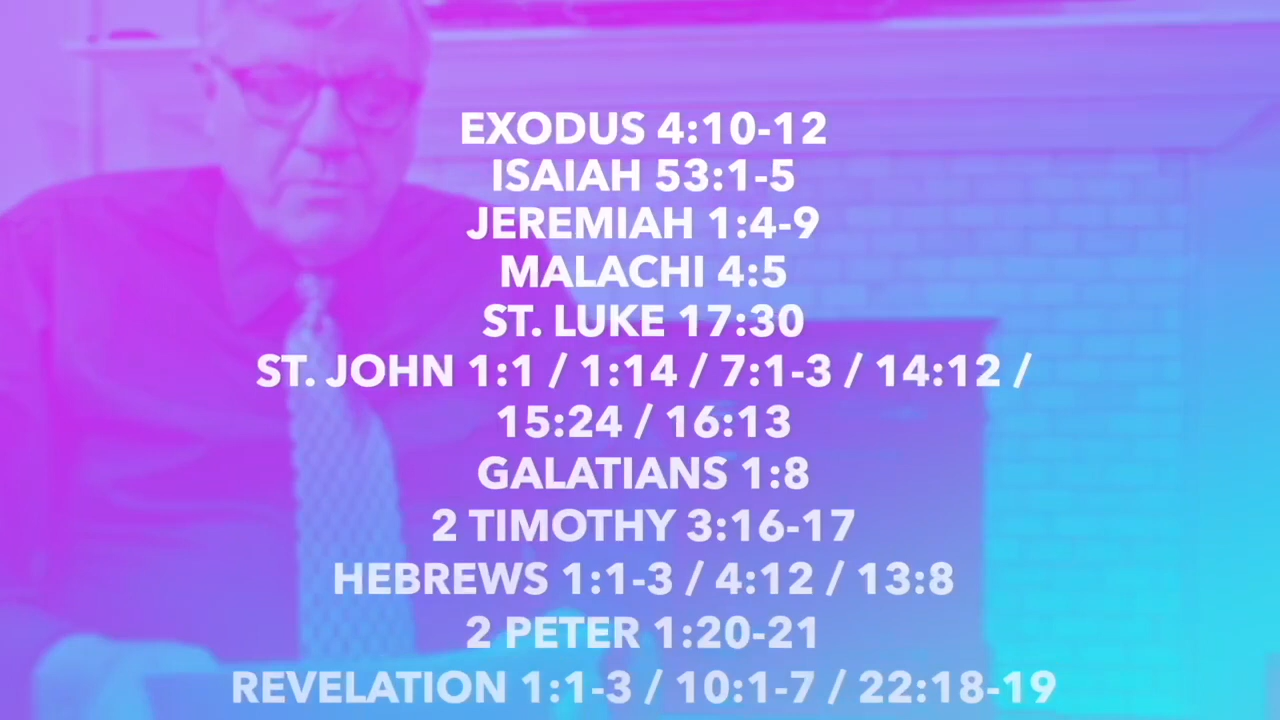 EXODUS 4:10-12
ISAIAH 53:1-5
JEREMIAH 1:4-9
MALACHI 4:5
ST. LUKE 17:30
ST. JOHN 1:1 / 1:14 / 7:1-3 / 14:12 /
15:24 / 16:13
GALATIANS 1:8
2 TIMOTHY 3:16-17
HEBREWS 1:1-3 / 4:12 / 13:8
2 PETER 1:20-21
REVELATION 1:1-3 / 10:1-7 / 22:18-19